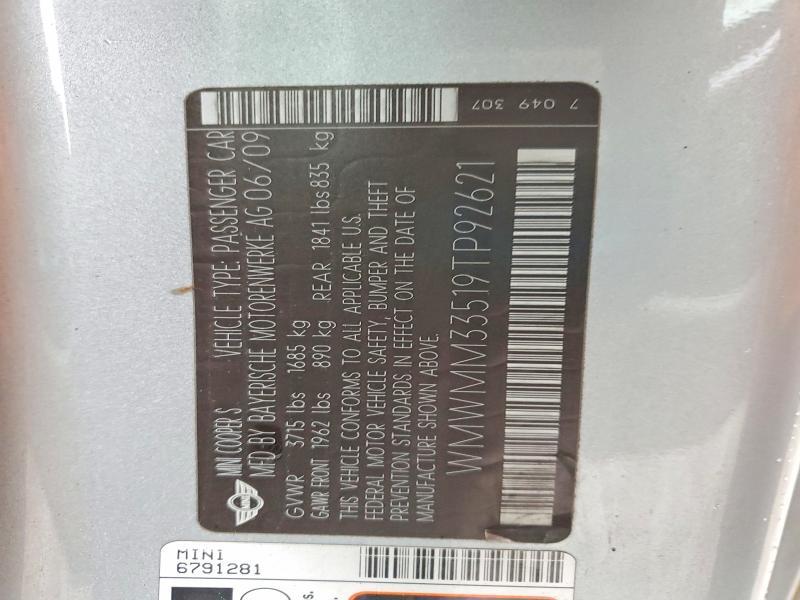 MINI COOPER S VEHICLE TYPE: PASSENGER CAR
MFD BY BAYERISCHE MOTORENWERKE AG 06/09
GVWR 3715 lbs 1685 kg
GAWR FRONT 1962 lbs 890 kg REAR 1841 lbs 835 kg
THIS VEHICLE CONFORMS TO ALL APPLICABLE U.S.
FEDERAL MOTOR VEHICLE SAFETY, BUMPER AND THEFT
PREVENTION STANDARDS IN EFFECT ON THE DATE OF
MANUFACTURE SHOWN ABOVE.
WMWMM33519TP92621
7 049 307
MINI
6791281